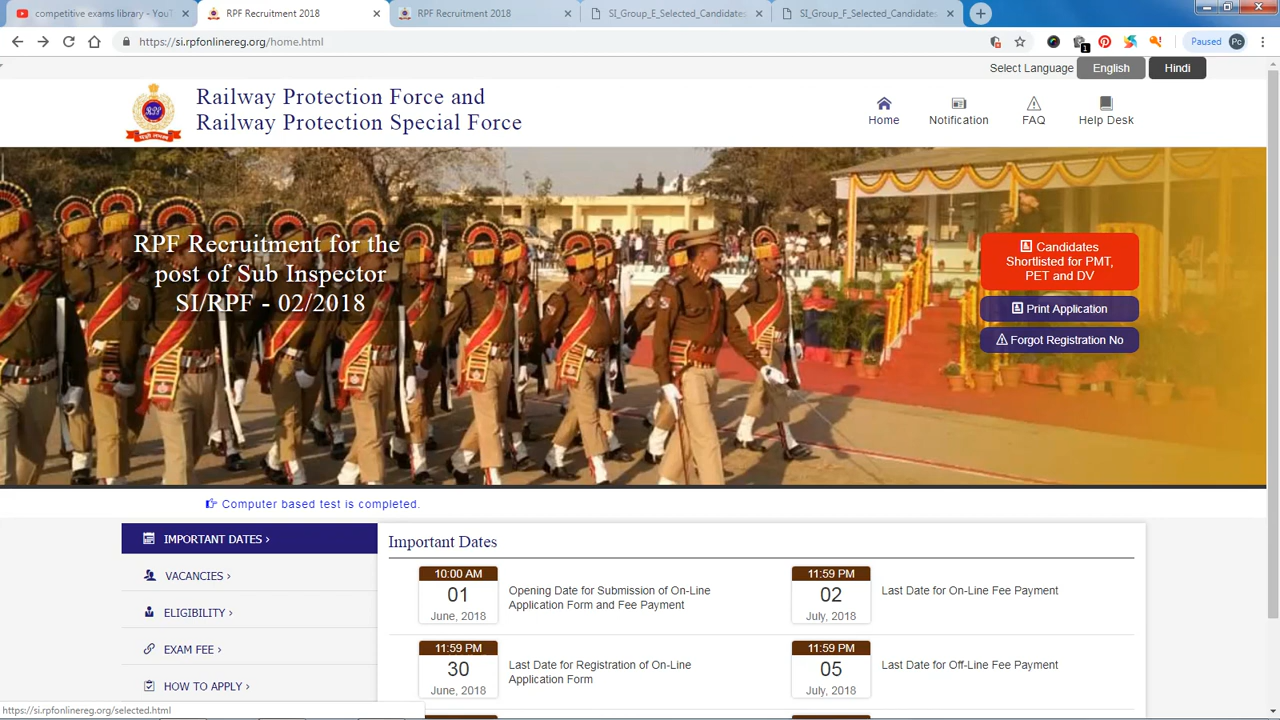 competitive exams library - YouT
RPF Recruitment 2018
RPF Recruitment 2018
SI_Group_E_Selected_Candidates
SI_Group_F_Selected_Candidates
https://si.rpfonlinereg.org/home.html
1
Paused
Pc
Select Language
English
Hindi
Railway Protection Force and
Railway Protection Special Force
Home
Notification
FAQ
Help Desk
RPF Recruitment for the
post of Sub Inspector
SI/RPF - 02/2018
Candidates
Shortlisted for PMT,
PET and DV
Print Application
Forgot Registration No
Computer based test is completed.
IMPORTANT DATES ›
VACANCIES ›
ELIGIBILITY ›
EXAM FEE ›
HOW TO APPLY ›
Important Dates
10:00 AM
01
June, 2018
Opening Date for Submission of On-Line
Application Form and Fee Payment
11:59 PM
02
July, 2018
Last Date for On-Line Fee Payment
11:59 PM
30
June, 2018
Last Date for Registration of On-Line
Application Form
11:59 PM
05
July, 2018
Last Date for Off-Line Fee Payment
https://si.rpfonlinereg.org/selected.html